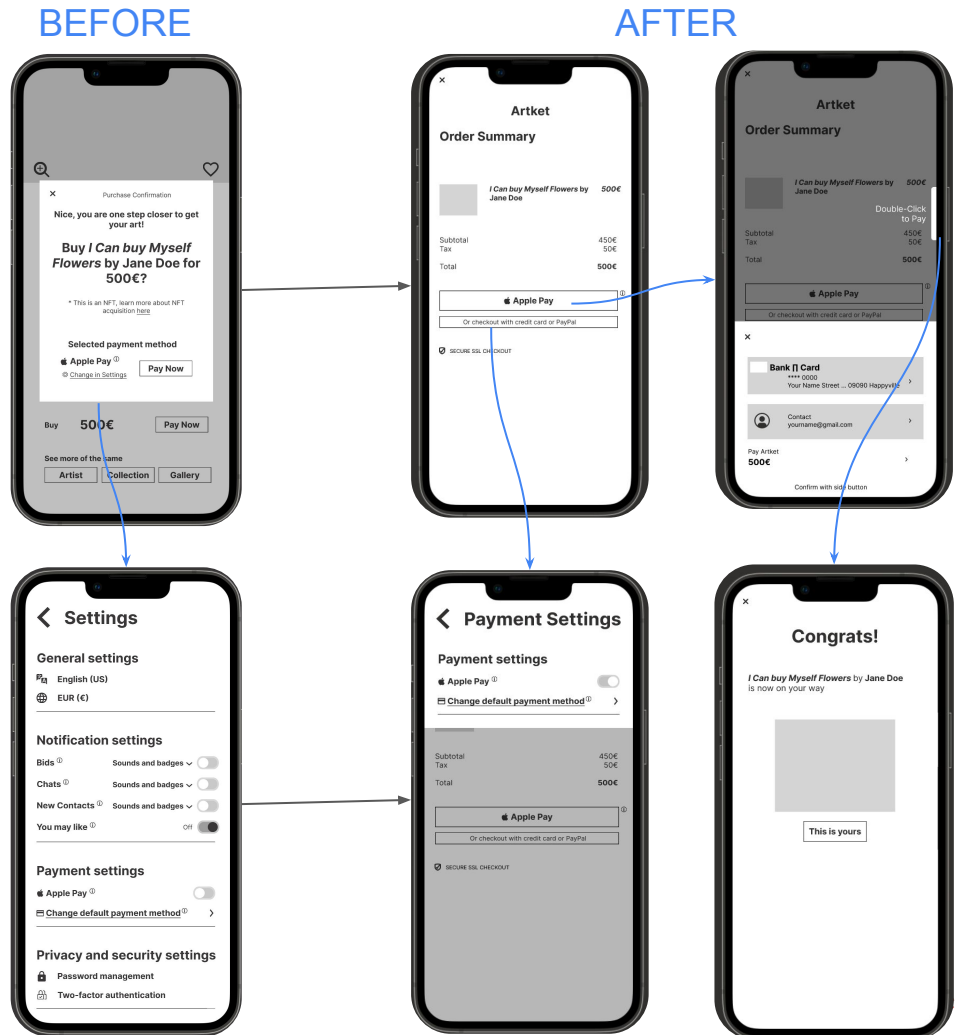 BEFORE
AFTER
×
Purchase Confirmation
Nice, you are one step closer to get
your art!
Buy I Can buy Myself
Flowers by Jane Doe for
500€?
* This is an NFT, learn more about NFT
acquisition here
Selected payment method
Apple Pay ⓘ
© Change in Settings
Pay Now
Buy 500€ Pay Now
See more of the same
Artist Collection Gallery
×
Artket
Order Summary
I Can buy Myself Flowers by 500€
Jane Doe
Subtotal 450€
Tax 50€
Total 500€
Apple Pay ⓘ
Or checkout with credit card or PayPal
SECURE SSL CHECKOUT
×
Artket
Order Summary
I Can buy Myself Flowers by 500€
Jane Doe
Double-Click
to Pay
Subtotal 450€
Tax 50€
Total 500€
Apple Pay ⓘ
Or checkout with credit card or PayPal
×
Bank ∏ Card
**** 0000
Your Name Street ... 09090 Happyville
Contact
yourname@gmail.com
Pay Artket
500€
Confirm with side button
Settings
General settings
English (US)
EUR (€)
Notification settings
Bids ⓘ Sounds and badges
Chats ⓘ Sounds and badges
New Contacts ⓘ Sounds and badges
You may like ⓘ Off
Payment settings
Apple Pay ⓘ
Change default payment method ⓘ
Privacy and security settings
Password management
Two-factor authentication
Payment Settings
Payment settings
Apple Pay ⓘ
Change default payment method ⓘ
Subtotal 450€
Tax 50€
Total 500€
Apple Pay ⓘ
Or checkout with credit card or PayPal
SECURE SSL CHECKOUT
×
Congrats!
I Can buy Myself Flowers by Jane Doe
is now on your way
This is yours